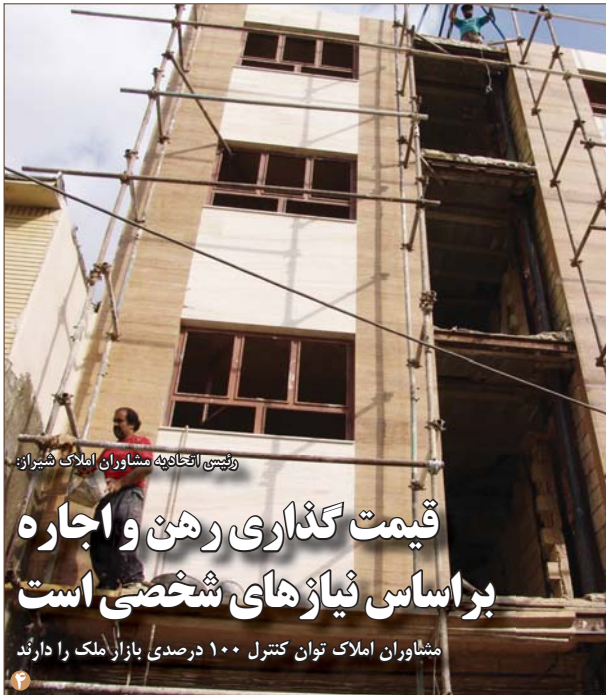 رئیس اتحادیه مشاوران املاک شیراز:
قیمت گذاری رهن و اجاره
براساس نیازهای شخصی است
مشاوران املاک توان کنترل ۱۰۰ درصدی بازار ملک را دارند
۴